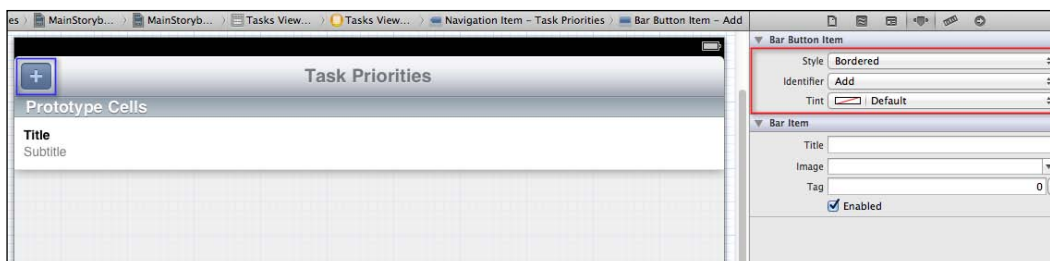 es MainStoryb... MainStoryb... Tasks View... Tasks View... Navigation Item - Task Priorities Bar Button Item - Add
Task Priorities
Prototype Cells
Title
Subtitle
Bar Button Item
Style Bordered
Identifier Add
Tint Default
Bar Item
Title
Image
Tag 0
Enabled